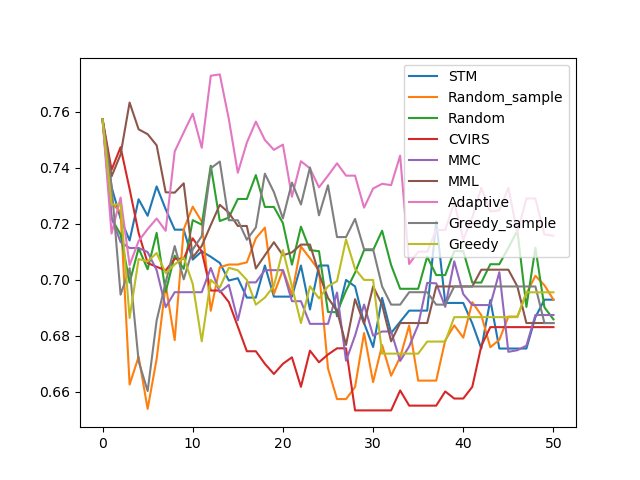 0.76
0.74
0.72
0.70
0.68
0.66
0
10
20
30
40
50
STM
Random_sample
Random
CVIRS
MMC
MML
Adaptive
Greedy_sample
Greedy